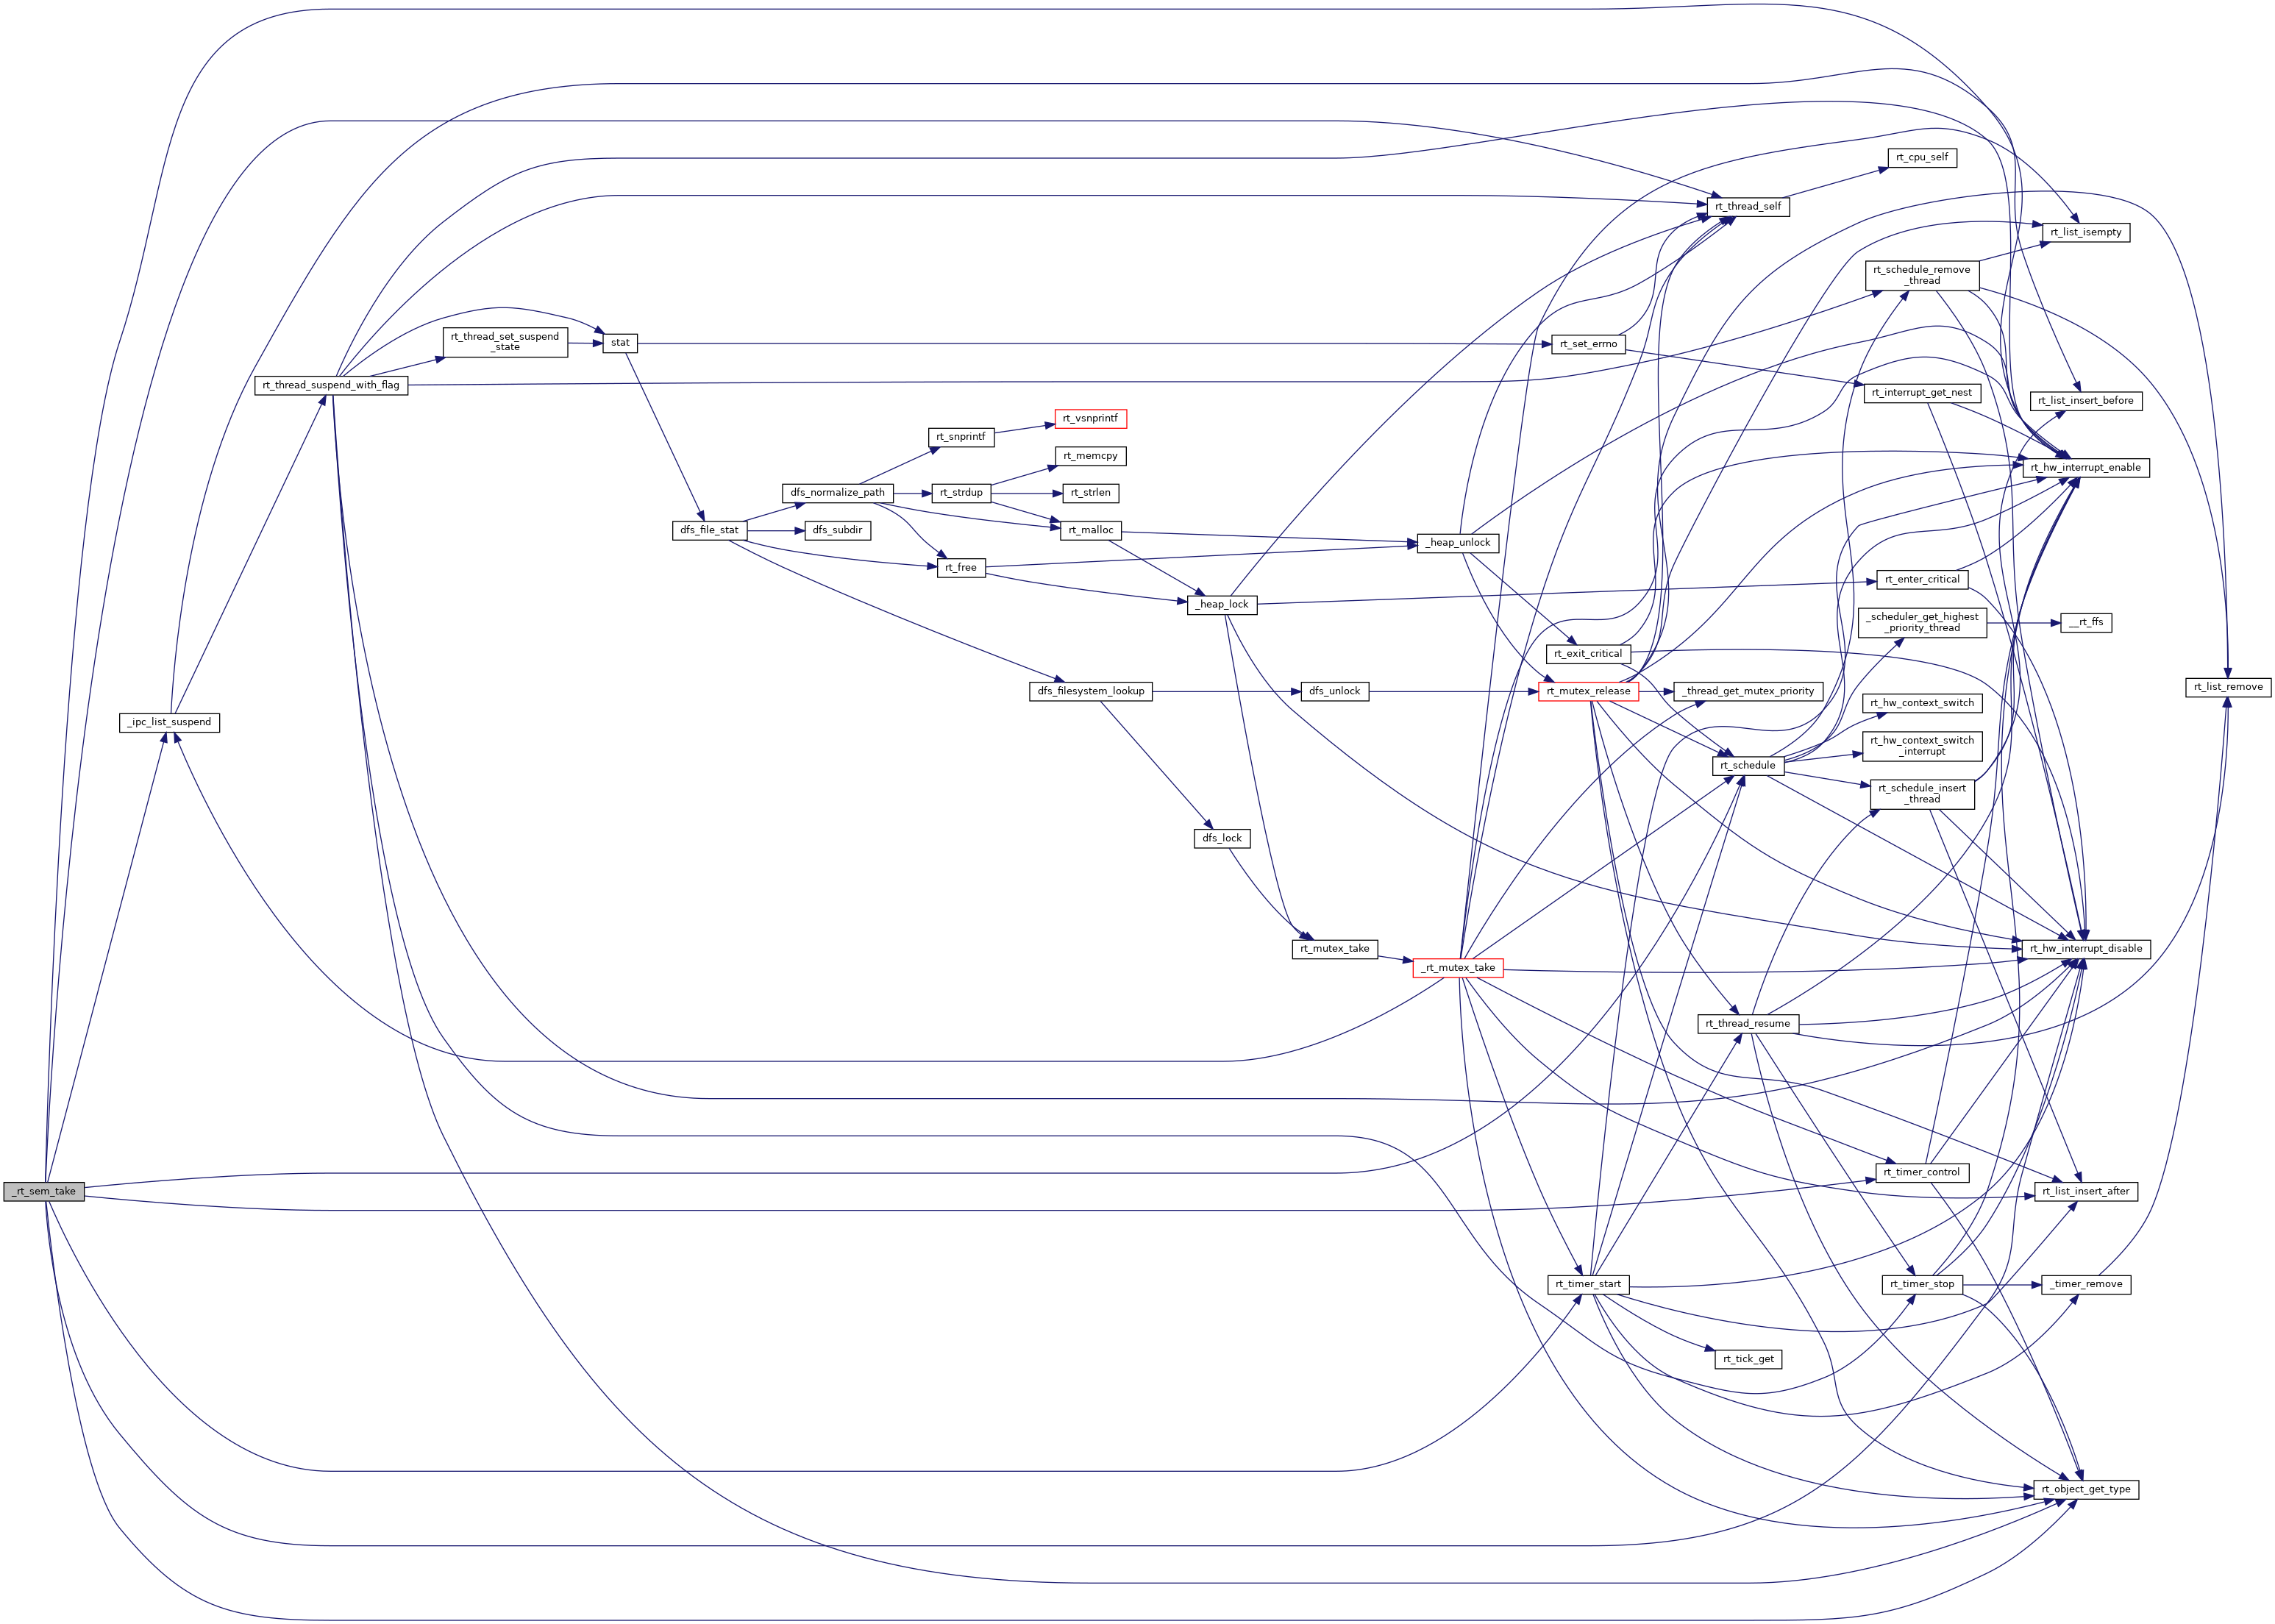 _rt_sem_take
_ipc_list_suspend
rt_thread_suspend_with_flag
rt_thread_set_suspend
_state
stat
dfs_file_stat
dfs_normalize_path
dfs_subdir
rt_snprintf
rt_strdup
rt_free
rt_vsnprintf
rt_memcpy
rt_strlen
rt_malloc
dfs_filesystem_lookup
_heap_lock
dfs_lock
dfs_unlock
rt_mutex_take
_heap_unlock
_rt_mutex_take
rt_set_errno
rt_exit_critical
rt_mutex_release
rt_timer_start
rt_thread_self
_thread_get_mutex_priority
rt_schedule
rt_thread_resume
rt_tick_get
rt_cpu_self
rt_schedule_remove
_thread
rt_interrupt_get_nest
rt_enter_critical
_scheduler_get_highest
_priority_thread
rt_hw_context_switch
rt_hw_context_switch
_interrupt
rt_schedule_insert
_thread
rt_timer_control
rt_timer_stop
rt_list_isempty
rt_list_insert_before
rt_hw_interrupt_enable
__rt_ffs
rt_hw_interrupt_disable
rt_list_insert_after
_timer_remove
rt_object_get_type
rt_list_remove